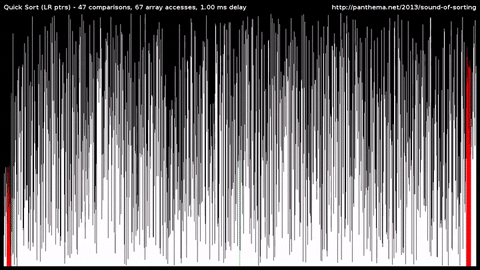 Quick Sort (LR ptrs) - 47 comparisons, 67 array accesses, 1.00 ms delay http://panthema.net/2013/sound-of-sorting